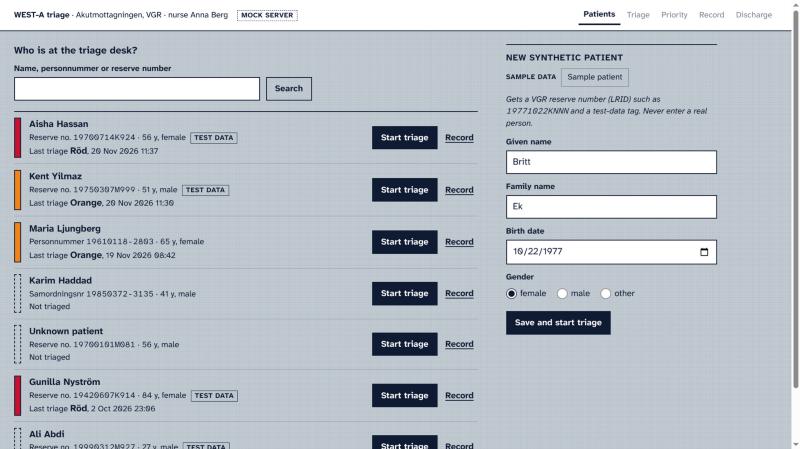 WEST-A triage · Akutmottagningen, VGR · nurse Anna Berg MOCK SERVER
Patients Triage Priority Record Discharge
Who is at the triage desk?
Name, personnummer or reserve number
Search
Aisha Hassan
Reserve no. 19700714K924 · 56 y, female TEST DATA
Last triage Röd, 20 Nov 2026 11:37
Start triage Record
Kent Yilmaz
Reserve no. 19750307M999 · 51 y, male TEST DATA
Last triage Orange, 20 Nov 2026 11:30
Start triage Record
Maria Ljungberg
Personnummer 19610118-2803 · 65 y, female
Last triage Orange, 19 Nov 2026 08:42
Start triage Record
Karim Haddad
Samordningsnr 19850372-3135 · 41 y, male
Not triaged
Start triage Record
Unknown patient
Reserve no. 19700101M081 · 56 y, male
Not triaged
Start triage Record
Gunilla Nyström
Reserve no. 19420607K914 · 84 y, female TEST DATA
Last triage Röd, 2 Oct 2026 23:06
Start triage Record
Ali Abdi
Reserve no. 19990312M927 · 27 y, male TEST DATA
Start triage Record
NEW SYNTHETIC PATIENT
SAMPLE DATA Sample patient
Gets a VGR reserve number (LRID) such as
19771022KNNN and a test-data tag. Never enter a real
person.
Given name
Britt
Family name
Ek
Birth date
10/22/1977
Gender
female male other
Save and start triage